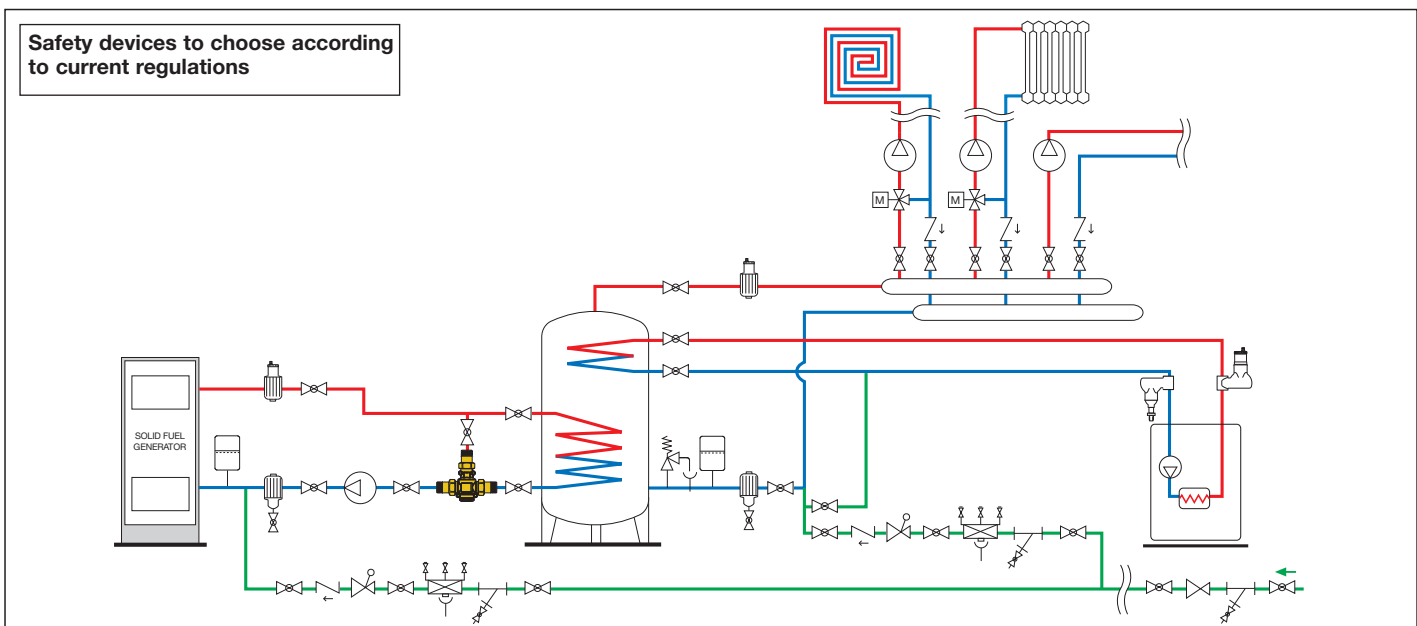 Safety devices to choose according
to current regulations
M
M
SOLID FUEL
GENERATOR